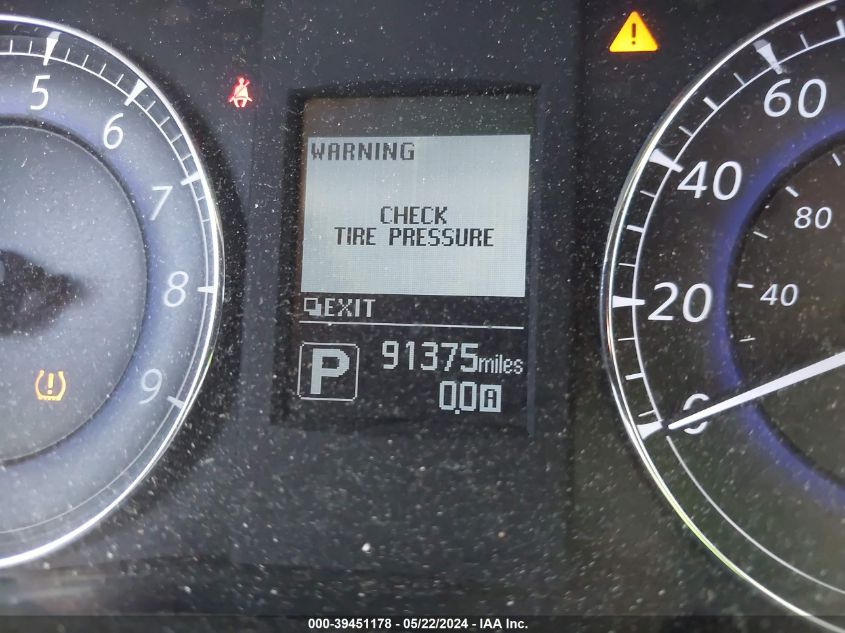 5
6
7
8
9
WARNING
CHECK
TIRE PRESSURE
EXIT
P
91375miles
0.0 A
60
40
80
20
40
0
000-39451178 - 05/22/2024 - IAA Inc.